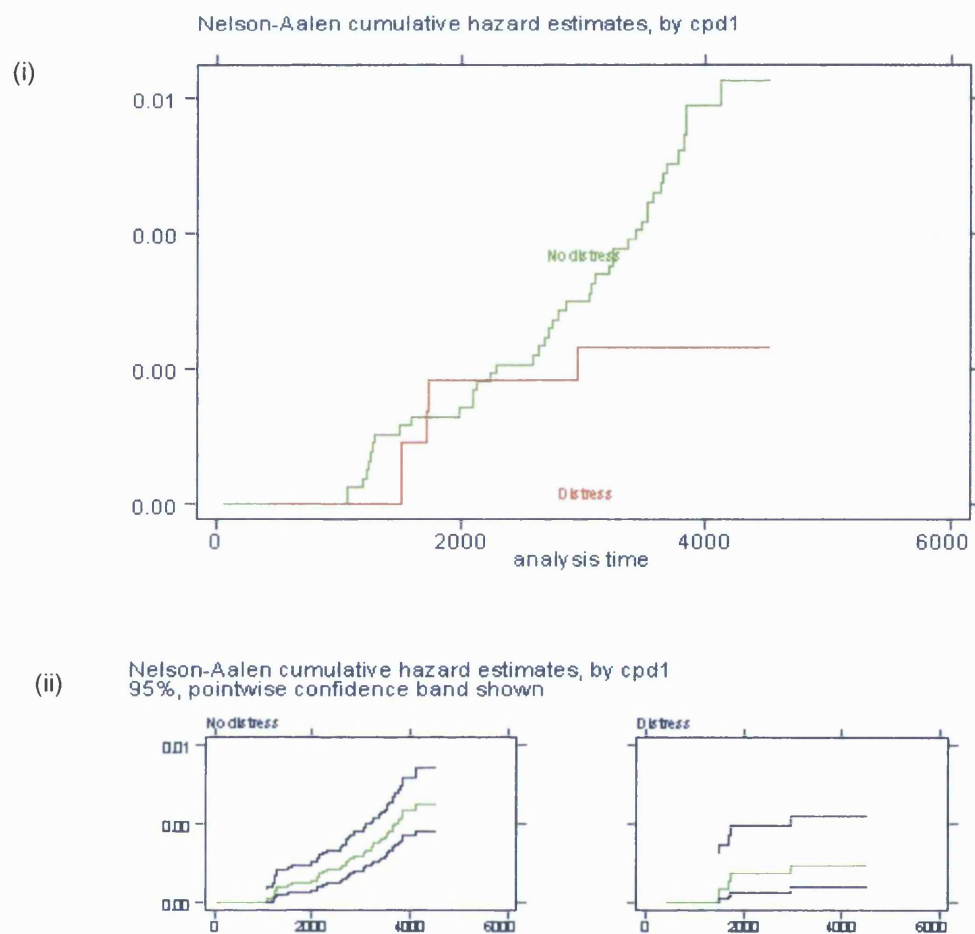 Nelson-Aalen cumulative hazard estimates, by cpd1
(i)
0.01
0.00
No distress
0.00
Distress
0.00
0 2000 4000 6000
analysis time
(ii)
Nelson-Aalen cumulative hazard estimates, by cpd1
95%, pointwise confidence band shown
No distress Distress
0.01
0.00
0.00
0 2000 4000 6000 0 2000 4000 6000